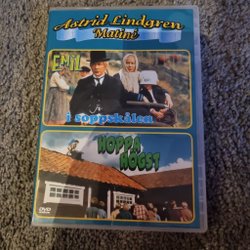 Astrid Lindgren
Matiné
EMIL
i soppskålen
HOPPA
HÖGST
DVD